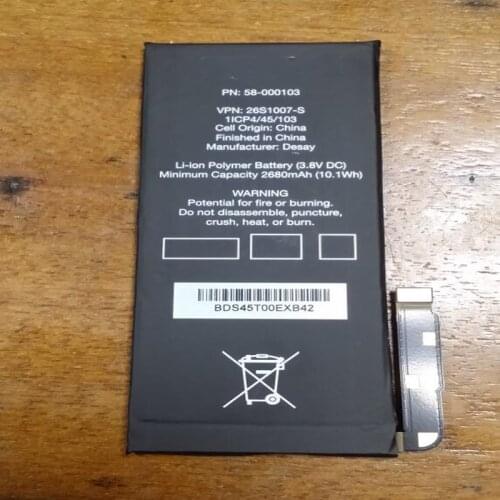 PN: 58-000103
VPN: 26S1007-S
1ICP4/45/103
Cell Origin: China
Finished in China
Manufacturer: Desay
Li-ion Polymer Battery (3.8V DC)
Minimum Capacity 2680mAh (10.1Wh)
WARNING
Potential for fire or burning.
Do not disassemble, puncture,
crush, heat, or burn.
BDS45T00EXB42